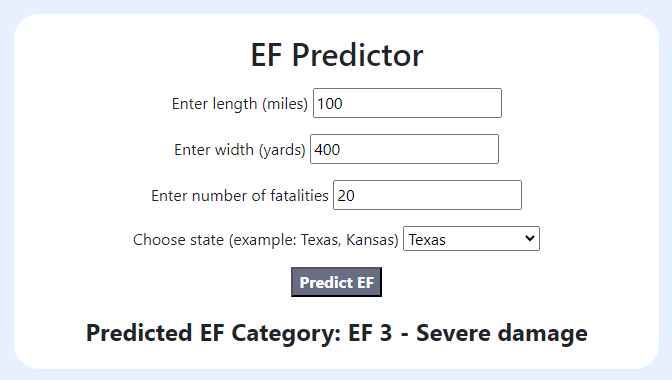 EF Predictor
Enter length (miles) 100
Enter width (yards) 400
Enter number of fatalities 20
Choose state (example: Texas, Kansas) Texas
Predict EF
Predicted EF Category: EF 3 - Severe damage